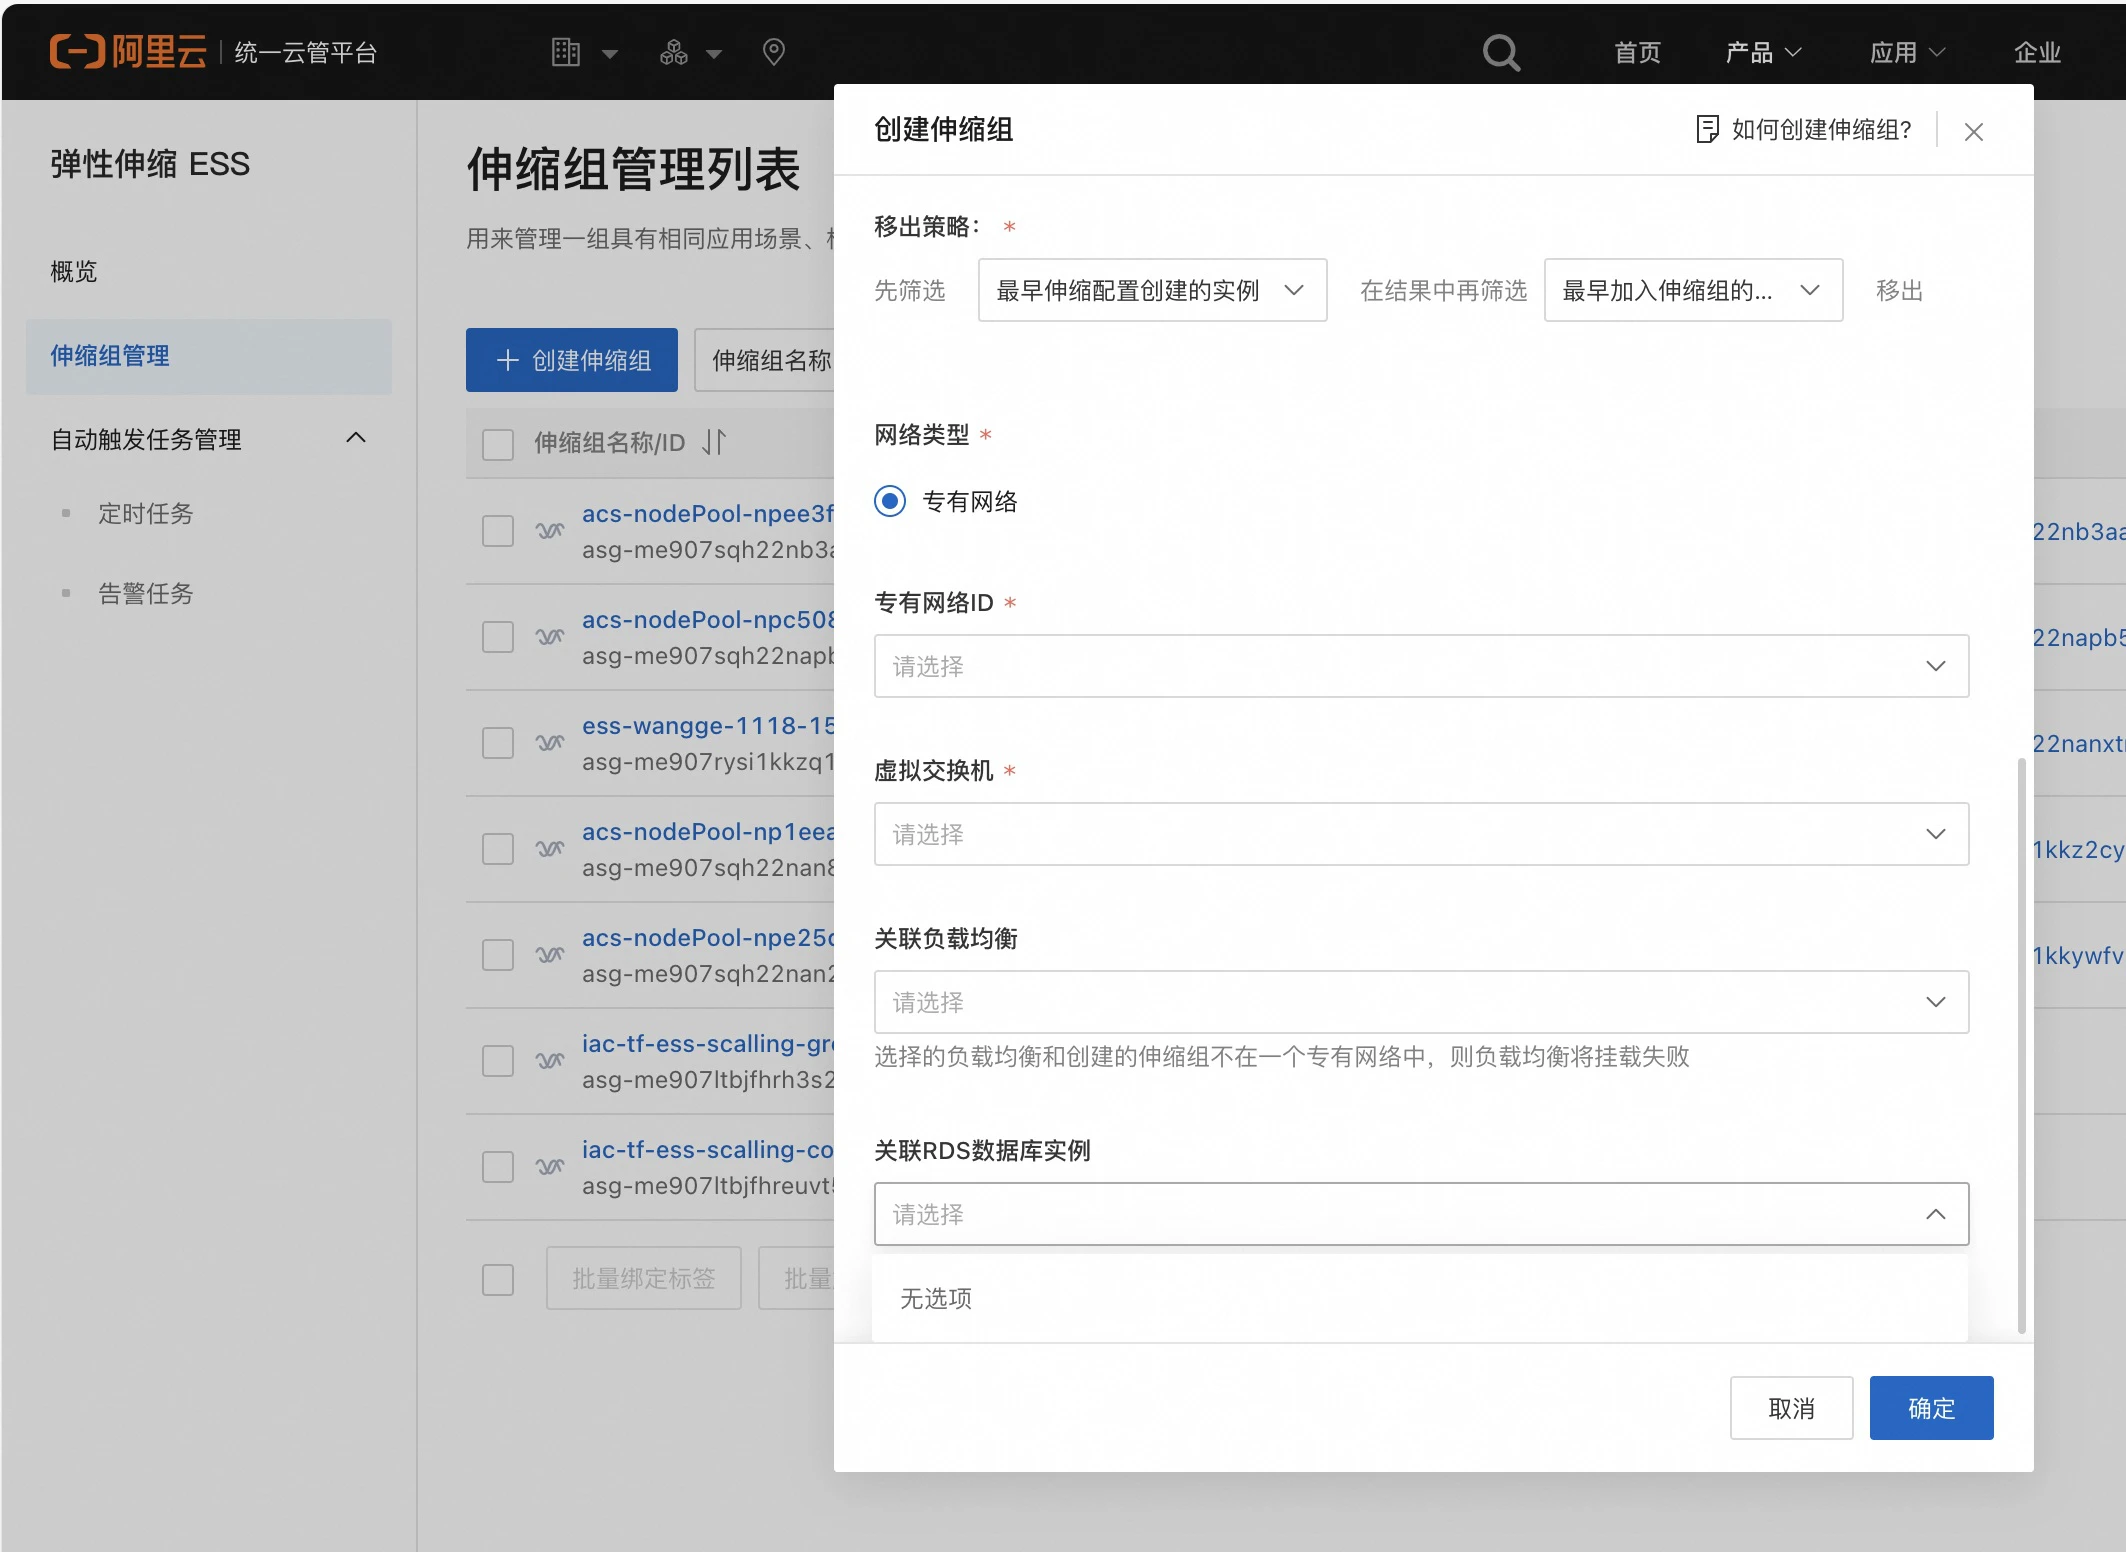 阿里云 统一云管平台 首页 产品 应用 企业
弹性伸缩 ESS
概览
伸缩组管理
自动触发任务管理
定时任务
告警任务
伸缩组管理列表
用来管理一组具有相同应用场景、
创建伸缩组 伸缩组名称
伸缩组名称/ID
acs-nodePool-npee3f
asg-me907sqh22nb3a
acs-nodePool-npc508
asg-me907sqh22napb
ess-wangge-1118-15
asg-me907rysi1kkzq1
acs-nodePool-np1eea
asg-me907sqh22nan8
acs-nodePool-npe25c
asg-me907sqh22nan2
iac-tf-ess-scalling-gro
asg-me907ltbjfhrh3s2
iac-tf-ess-scalling-co
asg-me907ltbjfhreuvt5
批量绑定标签 批量
创建伸缩组 如何创建伸缩组?
移出策略： *
先筛选 最早伸缩配置创建的实例 在结果中再筛选 最早加入伸缩组的... 移出
网络类型 *
专有网络
专有网络ID *
请选择
虚拟交换机 *
请选择
关联负载均衡
请选择
选择的负载均衡和创建的伸缩组不在一个专有网络中，则负载均衡将挂载失败
关联RDS数据库实例
请选择
无选项
取消 确定
22nb3aa
22napb5
22nanxt
1kkz2cy
1kkywfv